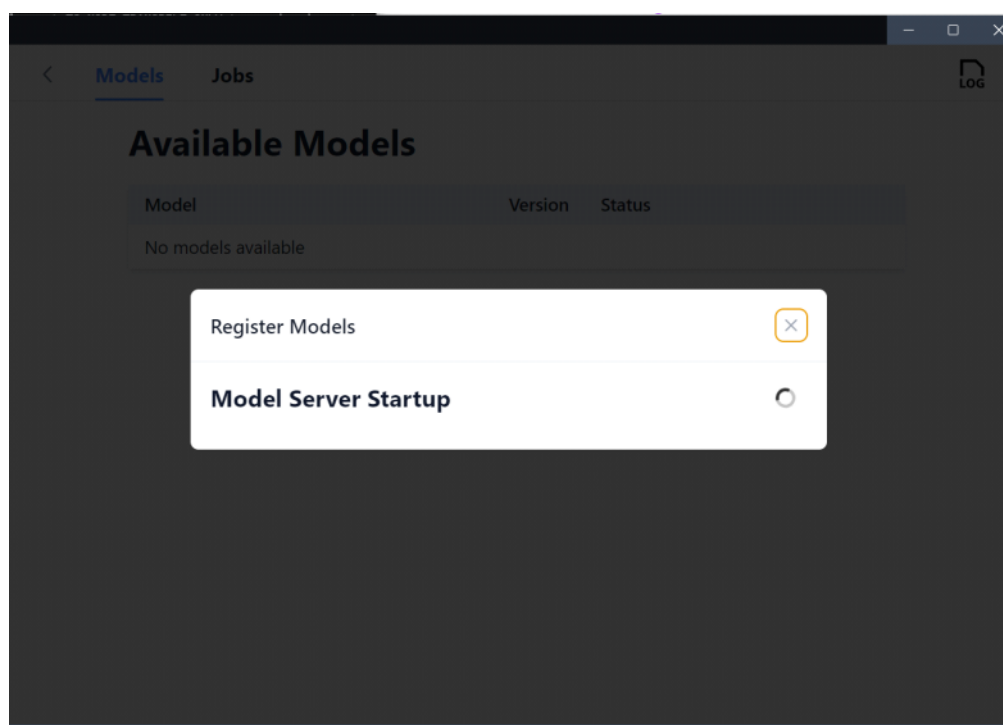 Models Jobs LOG
Available Models
Model Version Status
No models available
Register Models
Model Server Startup